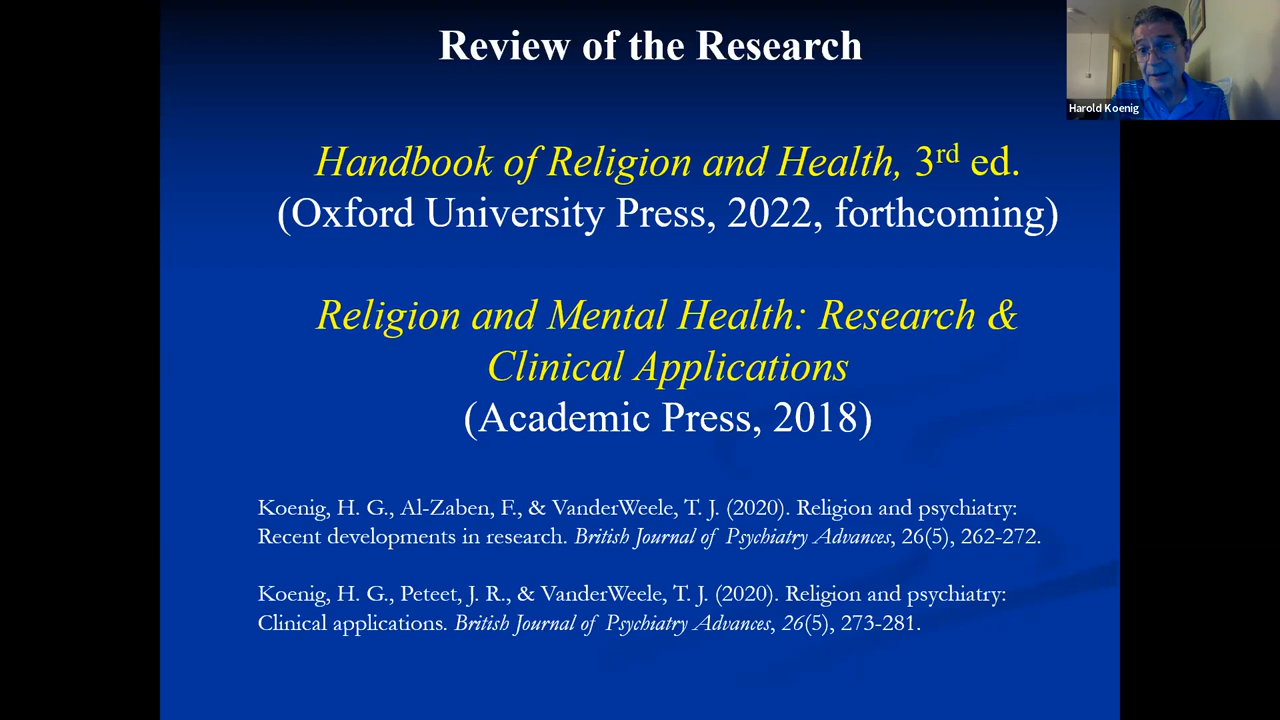 Review of the Research
Harold Koenig
Handbook of Religion and Health, 3rd ed.
(Oxford University Press, 2022, forthcoming)
Religion and Mental Health: Research &
Clinical Applications
(Academic Press, 2018)
Koenig, H. G., Al-Zaben, F., & VanderWeele, T. J. (2020). Religion and psychiatry:
Recent developments in research. British Journal of Psychiatry Advances, 26(5), 262-272.
Koenig, H. G., Peteet, J. R., & VanderWeele, T. J. (2020). Religion and psychiatry:
Clinical applications. British Journal of Psychiatry Advances, 26(5), 273-281.